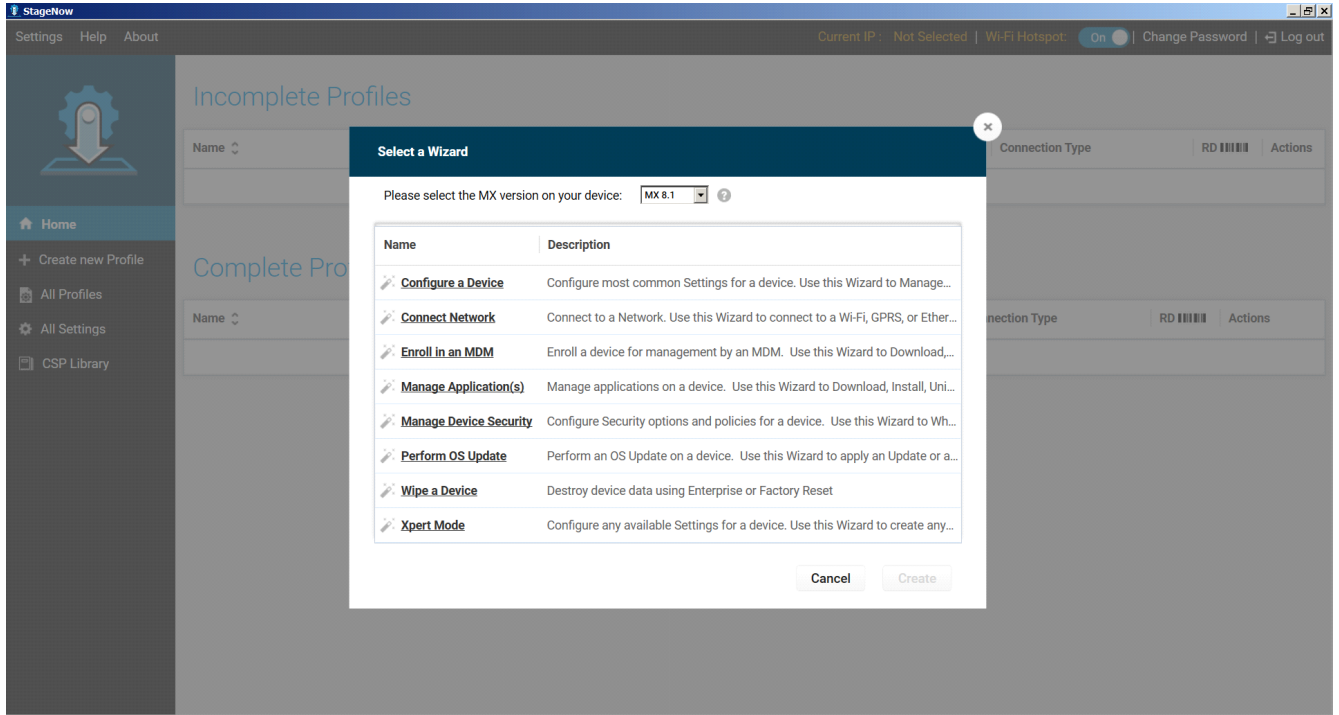 StageNow
Settings Help About Current IP : Not Selected | Wi-Fi Hotspot: On | Change Password | Log out
Incomplete Profiles
Name Connection Type RD Actions
Select a Wizard
Please select the MX version on your device: MX 8.1 ?
Name Description
Configure a Device Configure most common Settings for a device. Use this Wizard to Manage...
Connect Network Connect to a Network. Use this Wizard to connect to a Wi-Fi, GPRS, or Ether...
Enroll in an MDM Enroll a device for management by an MDM. Use this Wizard to Download,...
Manage Application(s) Manage applications on a device. Use this Wizard to Download, Install, Uni...
Manage Device Security Configure Security options and policies for a device. Use this Wizard to Wh...
Perform OS Update Perform an OS Update on a device. Use this Wizard to apply an Update or a...
Wipe a Device Destroy device data using Enterprise or Factory Reset
Xpert Mode Configure any available Settings for a device. Use this Wizard to create any...
Cancel Create
Home
Create new Profile
All Profiles
All Settings
CSP Library
Complete Pro
Name nection Type RD Actions